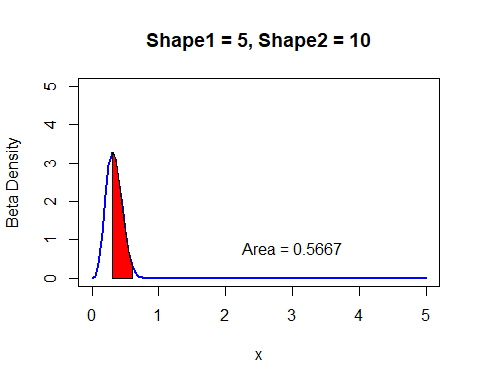 Shape1 = 5, Shape2 = 10
Beta Density
5
4
3
2
1
0
Area = 0.5667
0 1 2 3 4 5
x